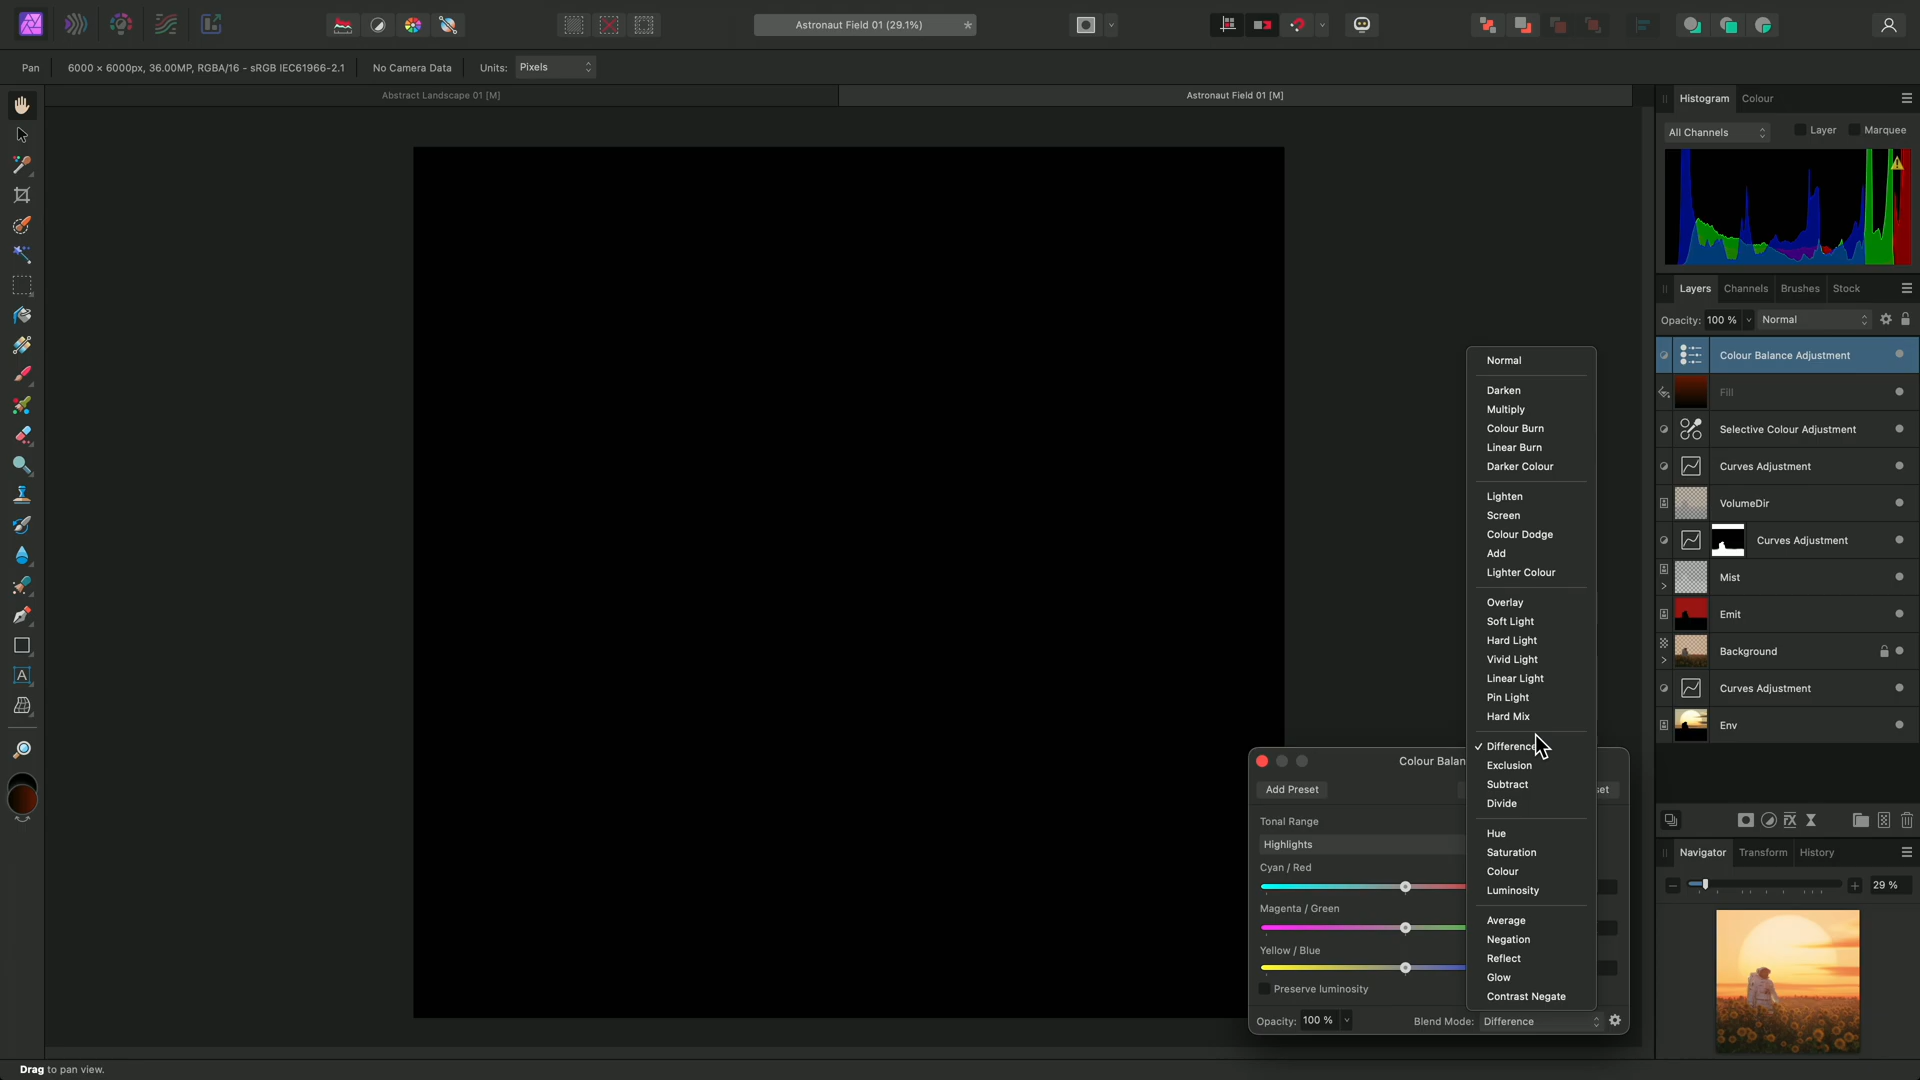 Astronaut Field 01 (29.1%)
*
Pan
6000 × 6000px, 36.00MP, RGBA/16 - sRGB IEC61966-2.1
No Camera Data
Units:
Pixels
Abstract Landscape 01 [M]
Astronaut Field 01 [M]
Histogram
Colour
All Channels
Layer
Marquee
Layers
Channels
Brushes
Stock
Opacity:
100 %
Normal
Colour Balance Adjustment
Fill
Selective Colour Adjustment
Curves Adjustment
VolumeDir
Curves Adjustment
Mist
Emit
Background
Curves Adjustment
Env
Navigator
Transform
History
29 %
Normal
Darken
Multiply
Colour Burn
Linear Burn
Darker Colour
Lighten
Screen
Colour Dodge
Add
Lighter Colour
Overlay
Soft Light
Hard Light
Vivid Light
Linear Light
Pin Light
Hard Mix
Difference
Exclusion
Subtract
Divide
Hue
Saturation
Colour
Luminosity
Average
Negation
Reflect
Glow
Contrast Negate
Colour Balan
Add Preset
set
Tonal Range
Highlights
Cyan / Red
Magenta / Green
Yellow / Blue
Preserve luminosity
Opacity:
100 %
Blend Mode:
Difference
Drag to pan view.